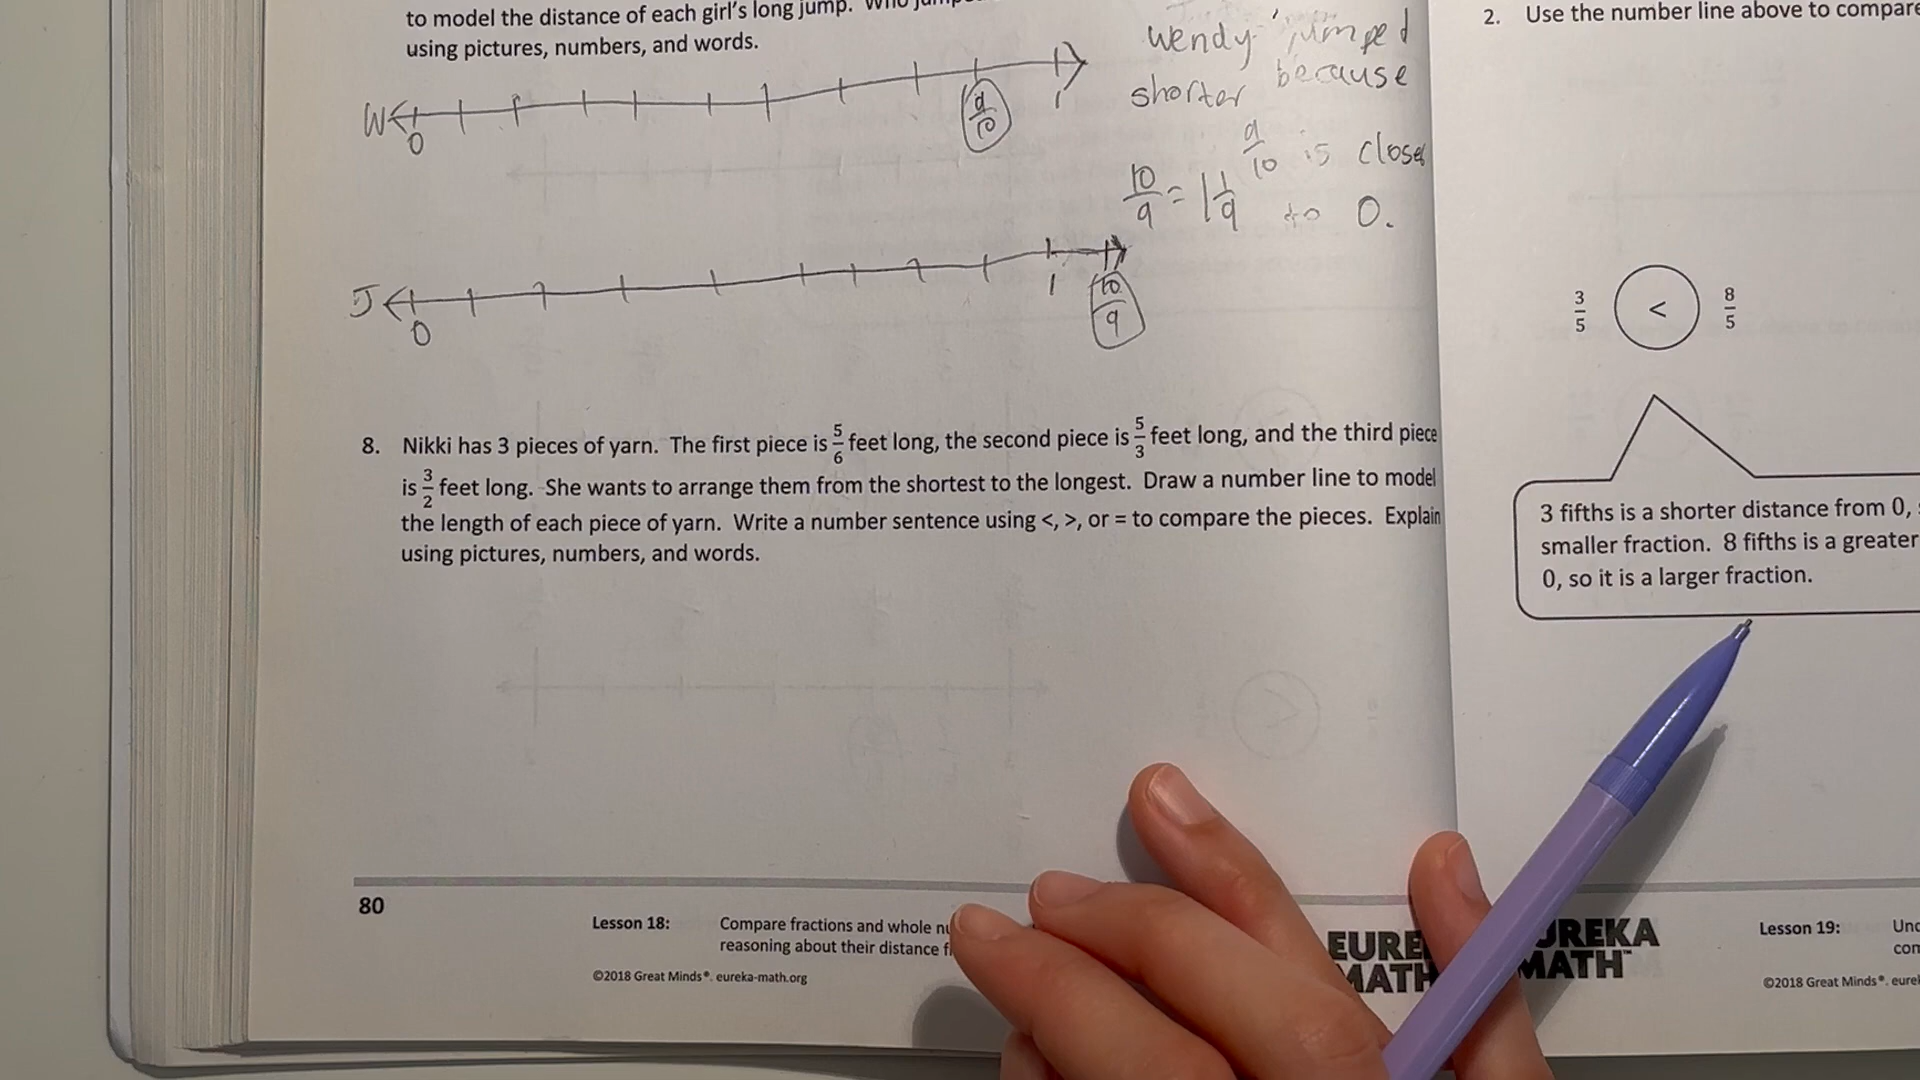 to model the distance of each girl's long jump. Who
using pictures, numbers, and words.
W
0
9/10
1
Wendy jumped
shorter because
9/10 is closer
to 0.
10/9 = 1 1/9
J
0
1
10/9
8. Nikki has 3 pieces of yarn. The first piece is 5/6 feet long, the second piece is 5/3 feet long, and the third piece
is 3/2 feet long. She wants to arrange them from the shortest to the longest. Draw a number line to model
the length of each piece of yarn. Write a number sentence using <, >, or = to compare the pieces. Explain
using pictures, numbers, and words.
80
Lesson 18: Compare fractions and whole
reasoning about their distance
©2018 Great Minds®. eureka-math.org
EURE
MATH
2. Use the number line above to compare
3/5 < 8/5
3 fifths is a shorter distance from 0,
smaller fraction. 8 fifths is a greater
0, so it is a larger fraction.
UREKA
MATH™
Lesson 19:
©2018 Great Minds®.